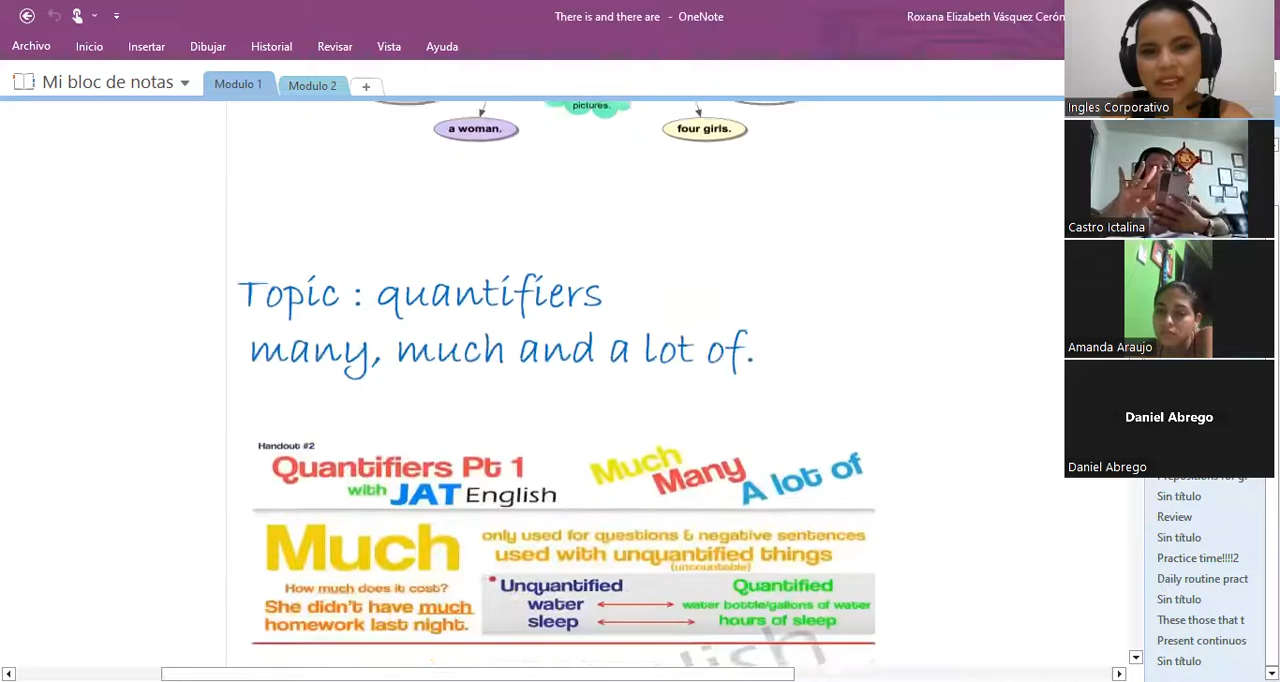 There is and there are - OneNote
Roxana Elizabeth Vásquez Cerón
Archivo Inicio Insertar Dibujar Historial Revisar Vista Ayuda
Mi bloc de notas Modulo 1 Modulo 2 +
pictures.
a woman. four girls.
Topic : quantifiers
many, much and a lot of.
Handout #2
Quantifiers Pt 1
with JAT English
Much Many A lot of
Much
only used for questions & negative sentences
used with unquantified things
(uncountable)
How much does it cost?
She didn't have much
homework last night.
Unquantified Quantified
water water bottle/gallons of water
sleep hours of sleep
Ingles Corporativo
Castro Ictalina
Amanda Araujo
Daniel Abrego
Daniel Abrego
Sin título
Review
Sin título
Practice time!!!!2
Daily routine pract
Sin título
These those that t
Present continuos
Sin título